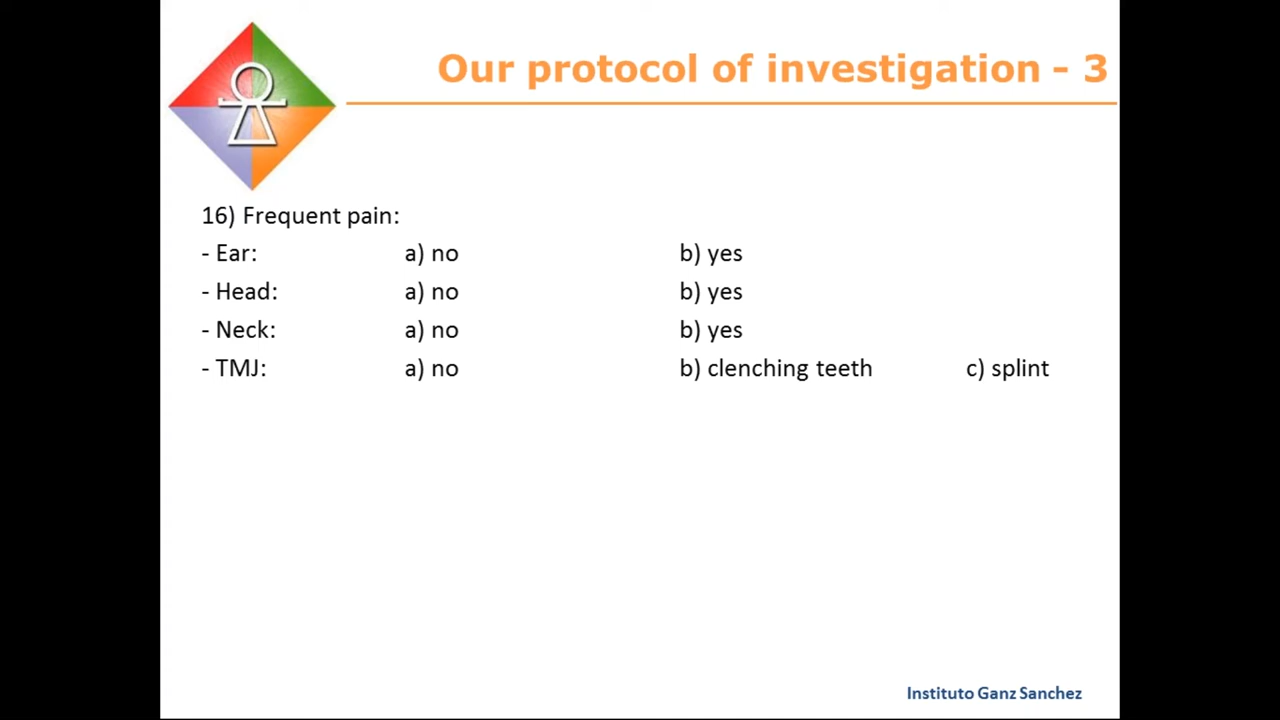 Our protocol of investigation - 3
16) Frequent pain:
- Ear: a) no b) yes
- Head: a) no b) yes
- Neck: a) no b) yes
- TMJ: a) no b) clenching teeth c) splint
Instituto Ganz Sanchez